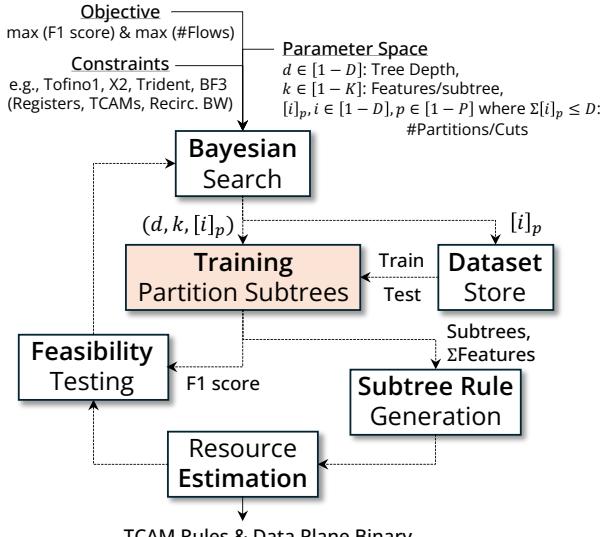 Objective
max (F1 score) & max (#Flows)
Constraints
e.g., Tofino1, X2, Trident, BF3
(Registers, TCAMs, Recirc. BW)
Parameter Space
𝑑 ∈ [1 − 𝐷]: Tree Depth,
𝑘 ∈ [1 − 𝐾]: Features/subtree,
[𝑖]ₚ, 𝑖 ∈ [1 − 𝐷], 𝑝 ∈ [1 − 𝑃] where Σ[𝑖]ₚ ≤ 𝐷:
#Partitions/Cuts
Bayesian
Search
(𝑑, 𝑘, [𝑖]ₚ)
[𝑖]ₚ
Training
Partition Subtrees
Train
Test
Dataset
Store
Feasibility
Testing
F1 score
Subtrees,
ΣFeatures
Subtree Rule
Generation
Resource
Estimation
TCAM Rules & Data Plane Binary